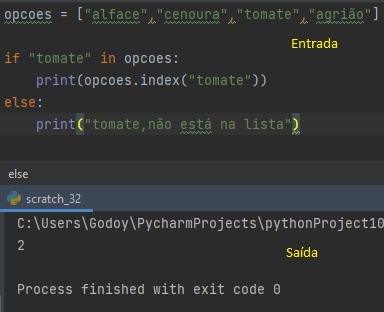 opcoes = ["alface","cenoura","tomate","agrião"]
Entrada
if "tomate" in opcoes:
print(opcoes.index("tomate"))
else:
print("tomate,não está na lista")
else
scratch_32
C:\Users\Godoy\PycharmProjects\pythonProject10
2
Saída
Process finished with exit code 0